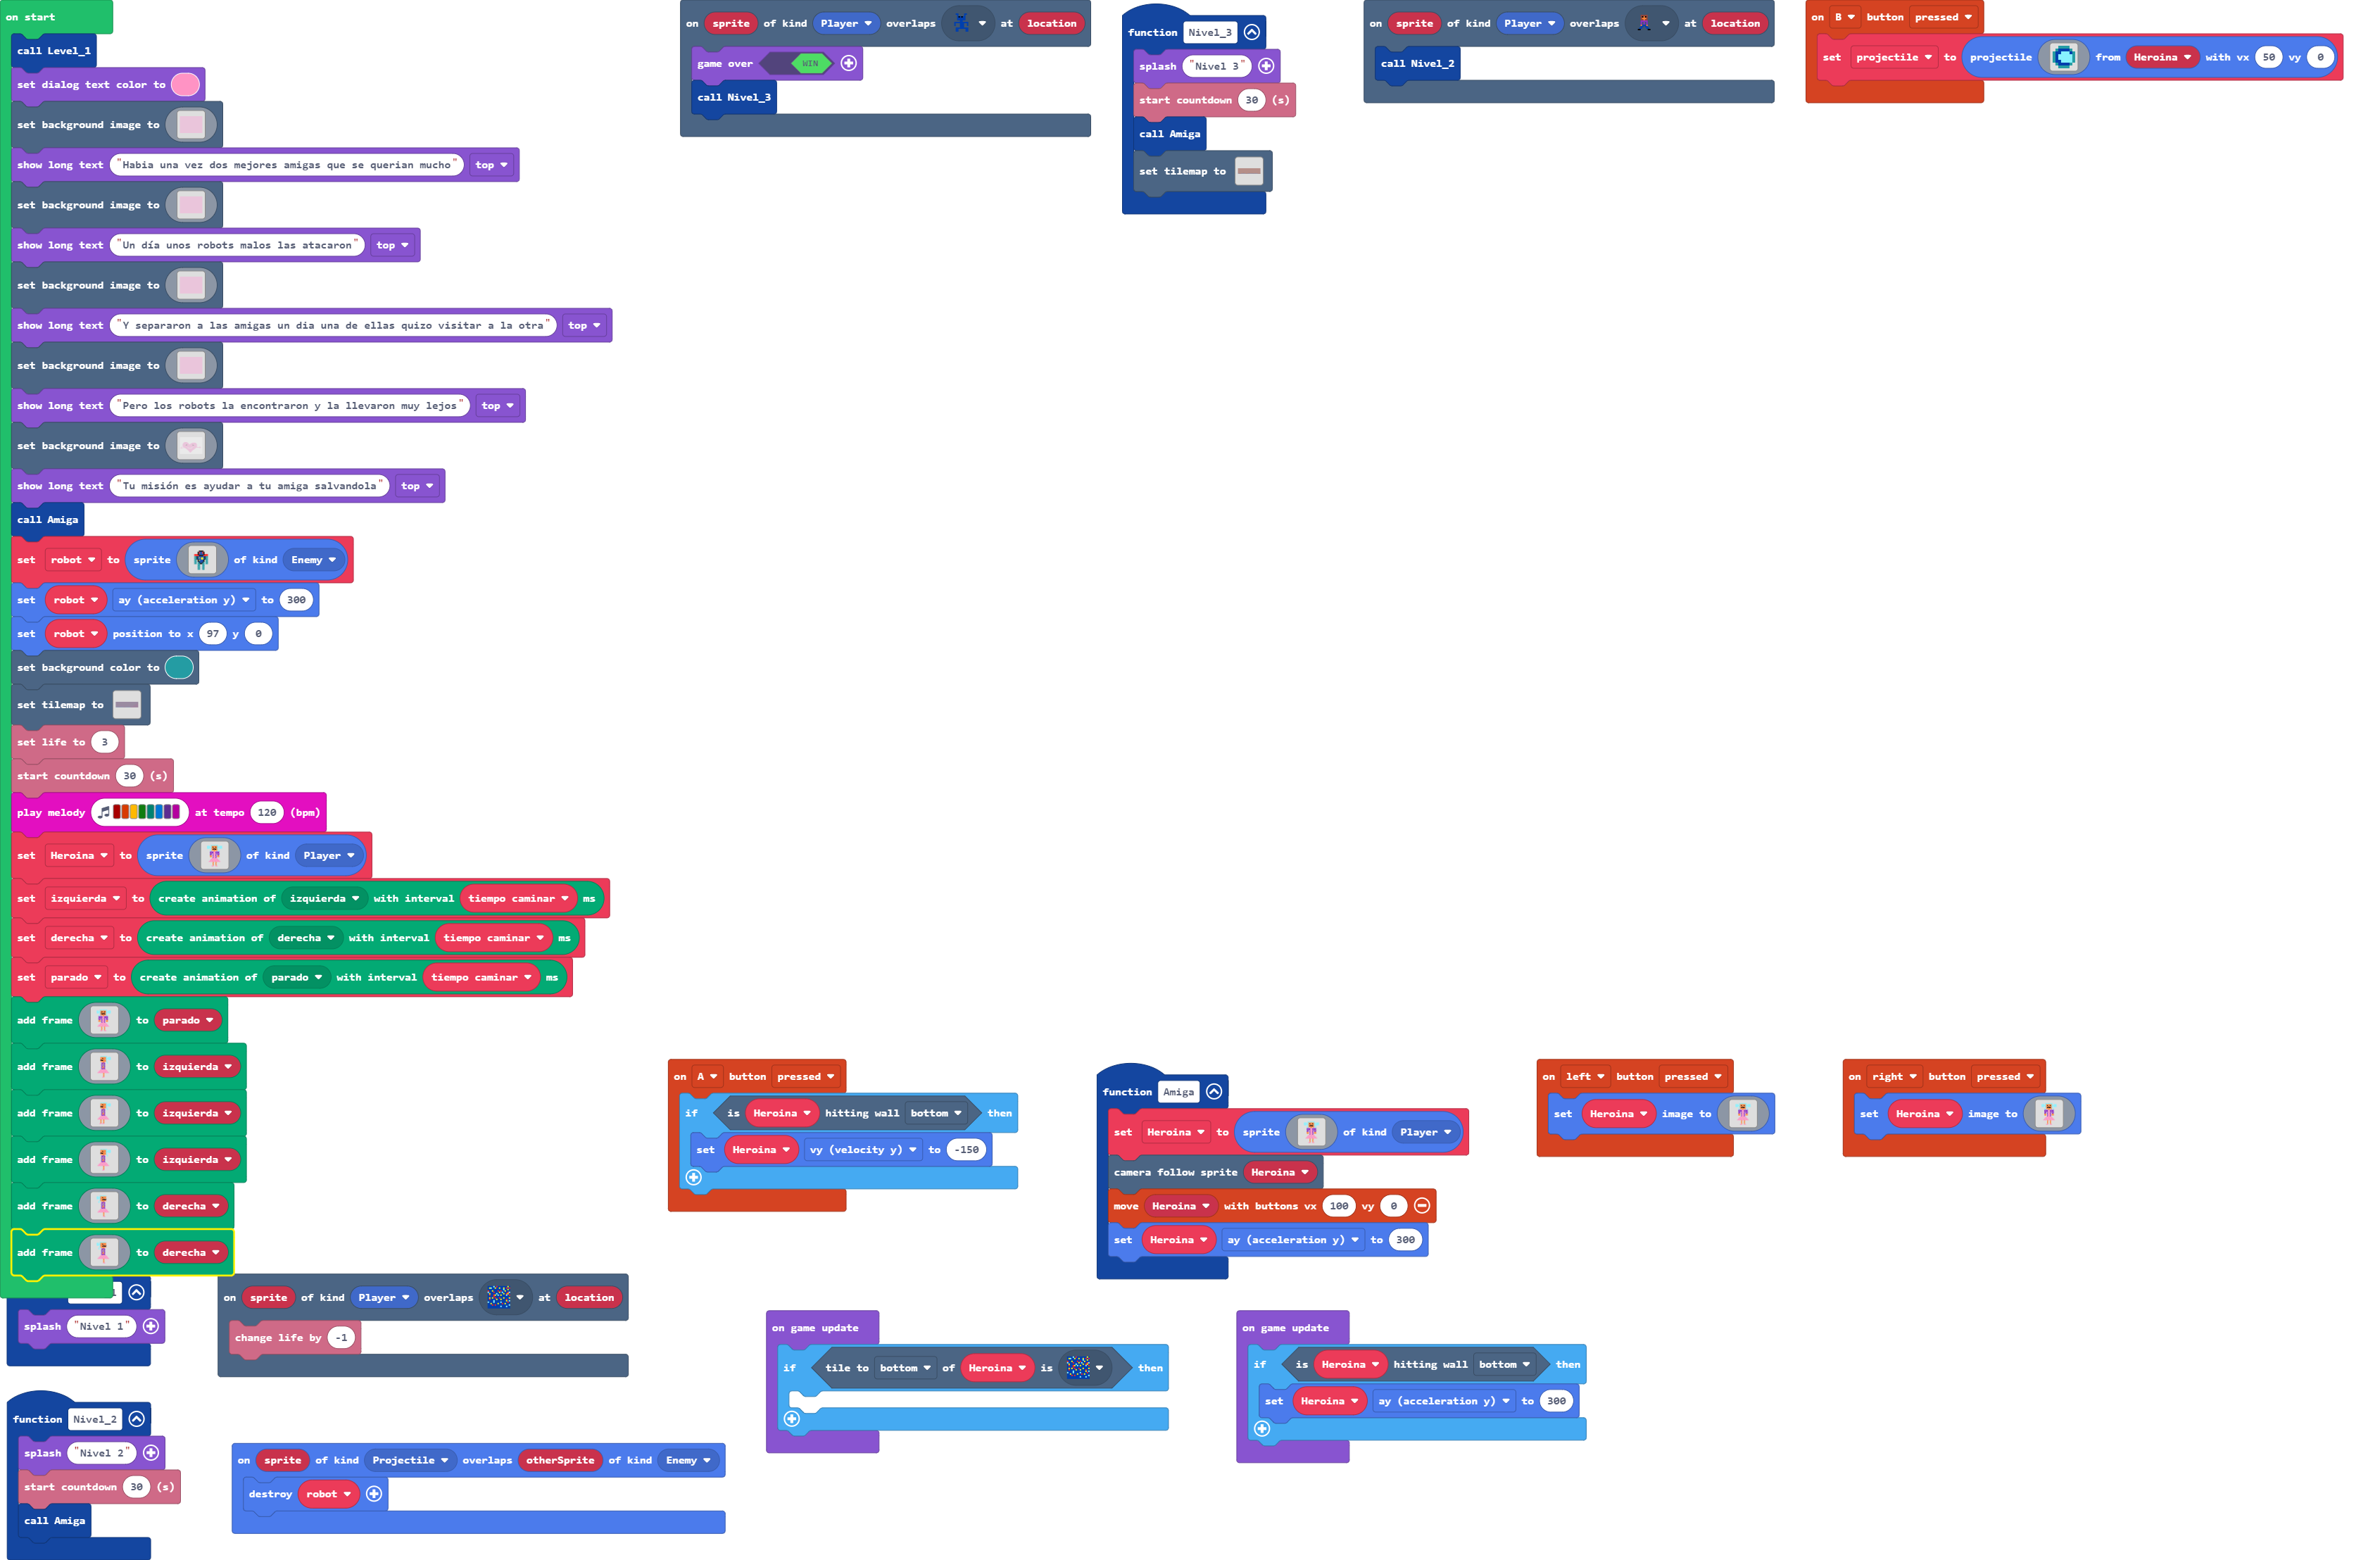 on start
call Level_1
set dialog text color to
set background image to
show long text "Habia una vez dos mejores amigas que se querian mucho" top
set background image to
show long text "Un día unos robots malos las atacaron" top
set background image to
show long text "Y separaron a las amigas un dia una de ellas quizo visitar a la otra" top
set background image to
show long text "Pero los robots la encontraron y la llevaron muy lejos" top
set background image to
show long text "Tu misión es ayudar a tu amiga salvandola" top
call Amiga
set robot to sprite of kind Enemy
set robot ay (acceleration y) to 300
set robot position to x 97 y 0
set background color to
set tilemap to
set life to 3
start countdown 30 (s)
play melody at tempo 120 (bpm)
set Heroina to sprite of kind Player
set izquierda to create animation of izquierda with interval tiempo caminar ms
set derecha to create animation of derecha with interval tiempo caminar ms
set parado to create animation of parado with interval tiempo caminar ms
add frame to parado
add frame to izquierda
add frame to izquierda
add frame to izquierda
add frame to derecha
add frame to derecha
on sprite of kind Player overlaps at location
game over WIN
call Nivel_3
function Nivel_3
splash "Nivel 3"
start countdown 30 (s)
call Amiga
set tilemap to
on sprite of kind Player overlaps at location
call Nivel_2
on B button pressed
set projectile to projectile from Heroina with vx 50 vy 0
on A button pressed
if is Heroina hitting wall bottom then
set Heroina vy (velocity y) to -150
function Amiga
set Heroina to sprite of kind Player
camera follow sprite Heroina
move Heroina with buttons vx 100 vy 0
set Heroina ay (acceleration y) to 300
on left button pressed
set Heroina image to
on right button pressed
set Heroina image to
splash "Nivel 1"
on sprite of kind Player overlaps at location
change life by -1
on game update
if tile to bottom of Heroina is then
on game update
if is Heroina hitting wall bottom then
set Heroina ay (acceleration y) to 300
function Nivel_2
splash "Nivel 2"
start countdown 30 (s)
call Amiga
on sprite of kind Projectile overlaps otherSprite of kind Enemy
destroy robot